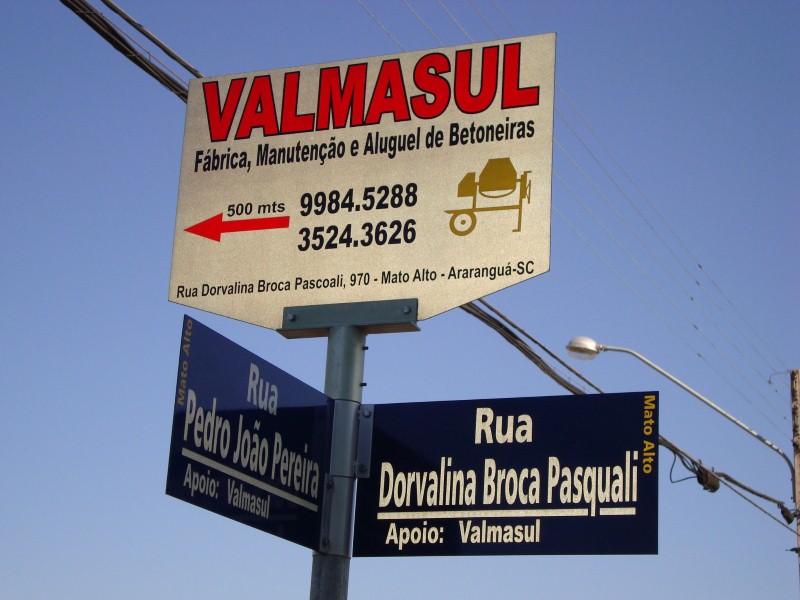 VALMASUL
Fábrica, Manutenção e Aluguel de Betoneiras
500 mts
9984.5288
3524.3626
Rua Dorvalina Broca Pascoali, 970 - Mato Alto - Araranguá-SC
Mato Alto
Rua
Pedro João Pereira
Apoio: Valmasul
Rua
Dorvalina Broca Pasquali
Apoio: Valmasul
Mato Alto